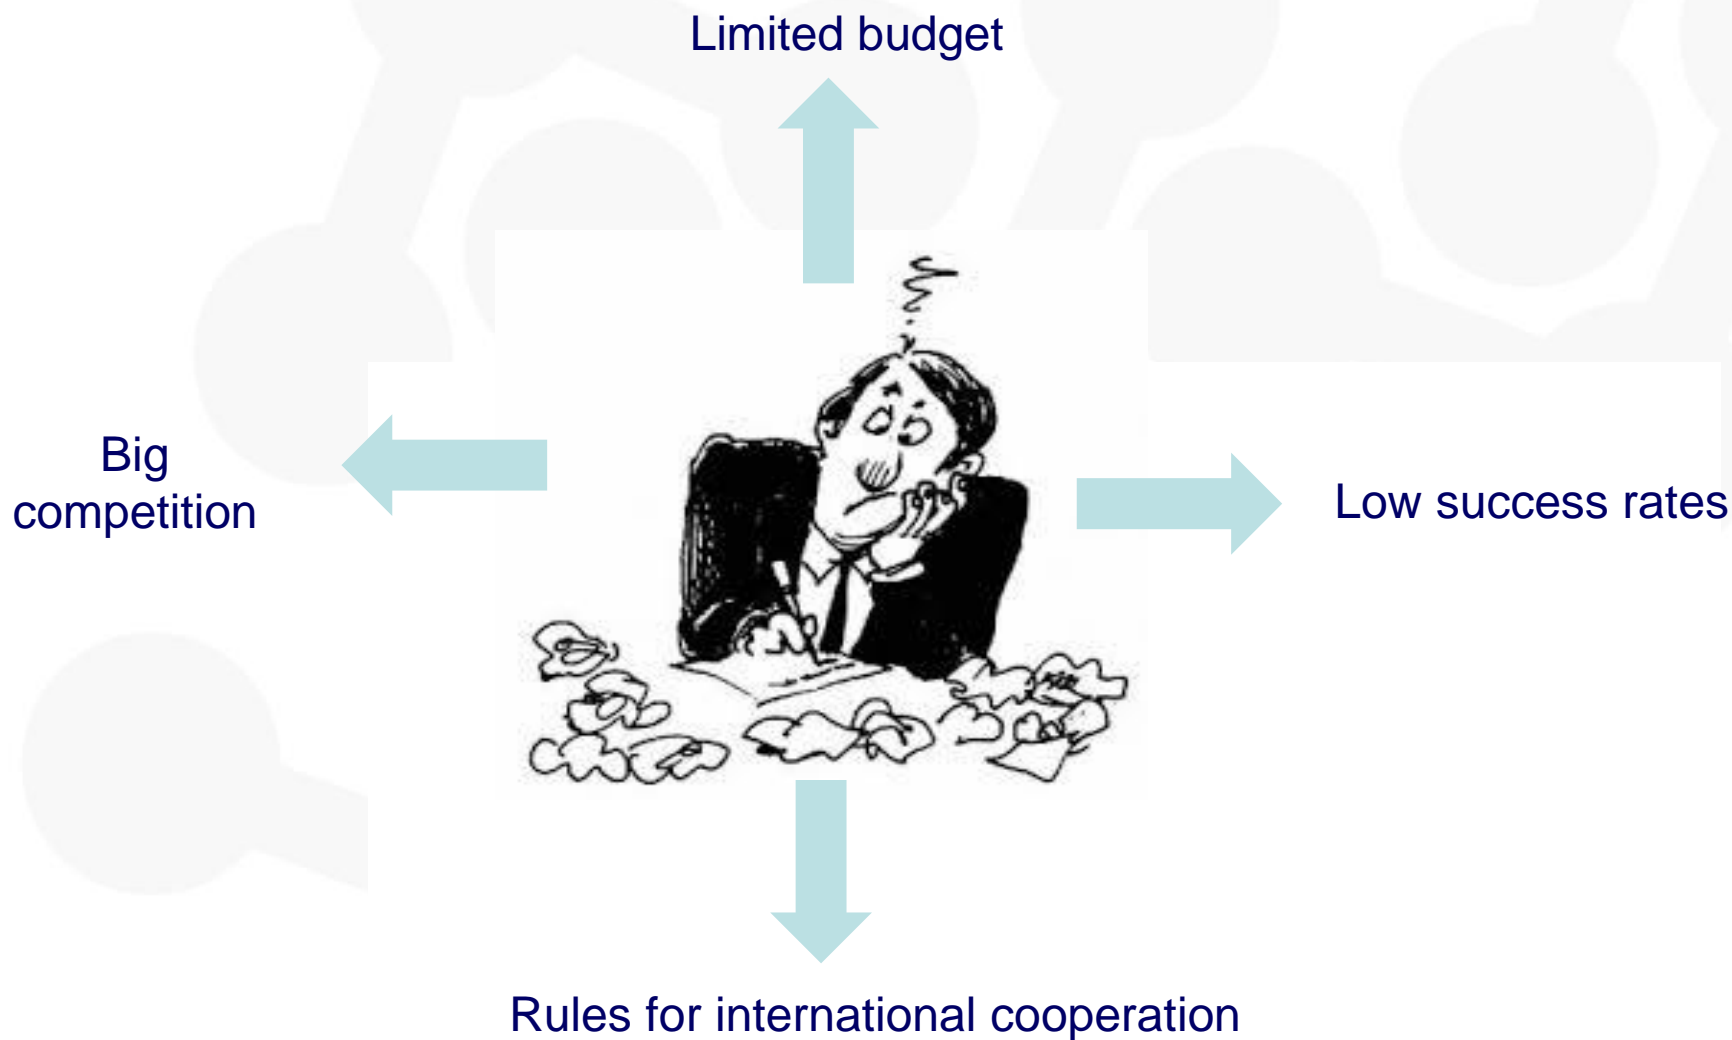 Limited budget
Big
competition
Low success rates
Rules for international cooperation